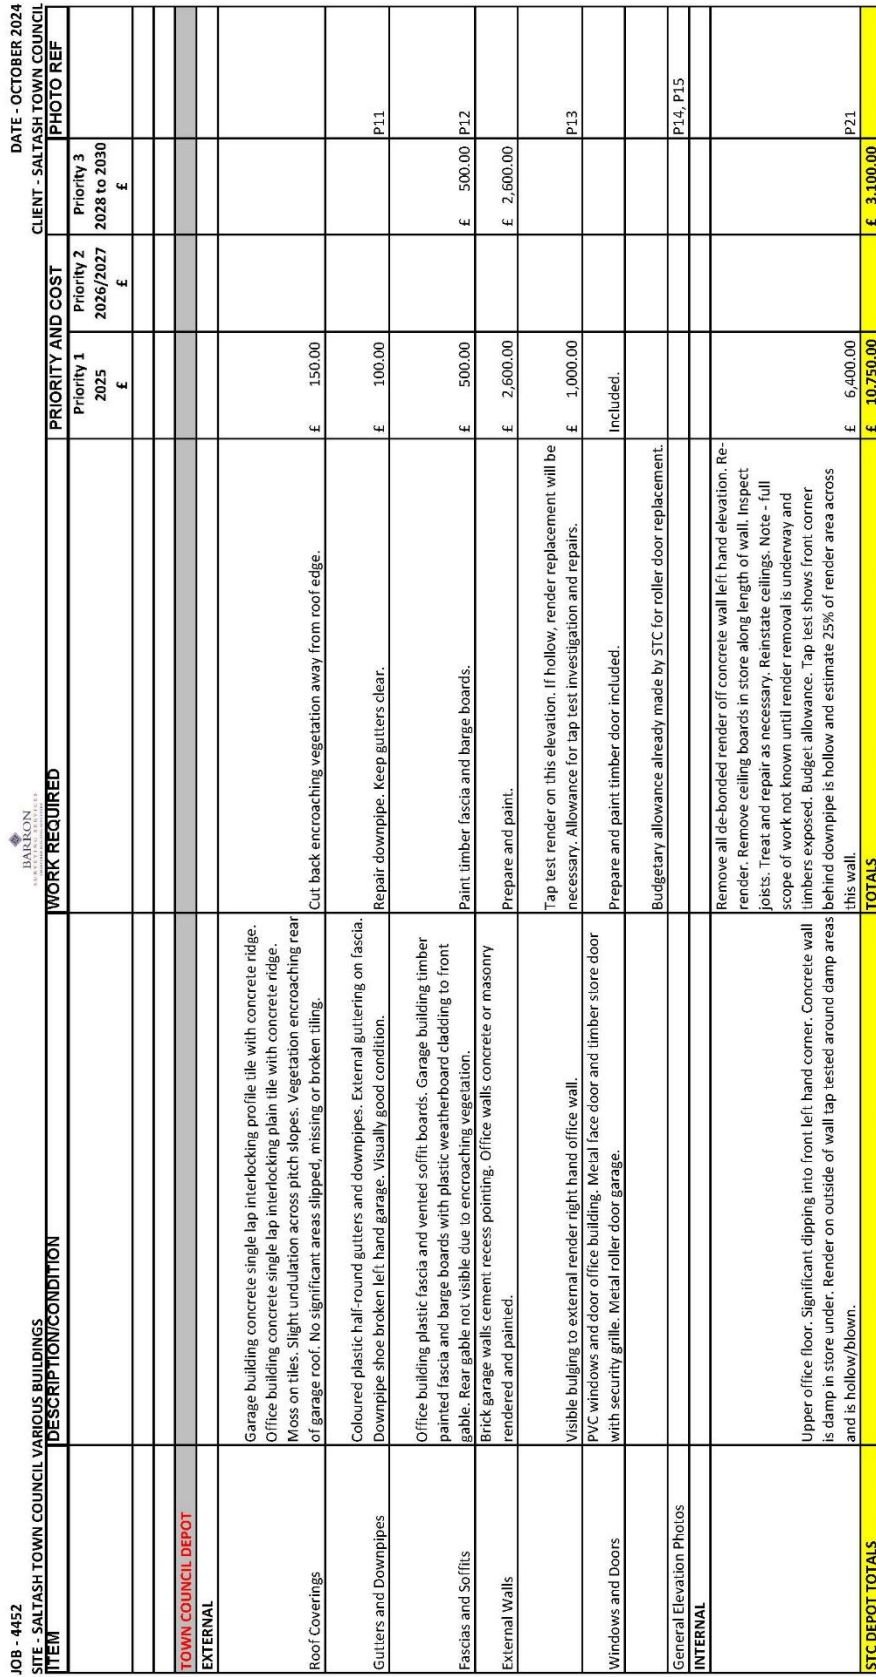 JOB - 4452
DATE - OCTOBER 2024
BARRON
SURVEYING SERVICES
SITE - SALTASH TOWN COUNCIL VARIOUS BUILDINGS
CLIENT - SALTASH TOWN COUNCIL
ITEM DESCRIPTION/CONDITION WORK REQUIRED PRIORITY AND COST PHOTO REF
Priority 1 Priority 2 Priority 3
2025 2026/2027 2028 to 2030
£ £ £
TOWN COUNCIL DEPOT
EXTERNAL
Garage building concrete single lap interlocking profile tile with concrete ridge.
Office building concrete single lap interlocking plain tile with concrete ridge.
Moss on tiles. Slight undulation across pitch slopes. Vegetation encroaching rear
Roof Coverings of garage roof. No significant areas slipped, missing or broken tiling. Cut back encroaching vegetation away from roof edge. £ 150.00
Coloured plastic half-round gutters and downpipes. External guttering on fascia.
Gutters and Downpipes Downpipe shoe broken left hand garage. Visually good condition. Repair downpipe. Keep gutters clear. £ 100.00 P11
Office building plastic fascia and vented soffit boards. Garage building timber
painted fascia and barge boards with plastic weatherboard cladding to front
Fascias and Soffits gable. Rear gable not visible due to encroaching vegetation. Paint timber fascia and barge boards. £ 500.00 £ 500.00 P12
Brick garage walls cement recess pointing. Office walls concrete or masonry
External Walls rendered and painted. Prepare and paint. £ 2,600.00 £ 2,600.00
Tap test render on this elevation. If hollow, render replacement will be
Visible bulging to external render right hand office wall. necessary. Allowance for tap test investigation and repairs. £ 1,000.00 P13
PVC windows and door office building. Metal face door and timber store door
Windows and Doors with security grille. Metal roller door garage. Prepare and paint timber door included. Included.
Budgetary allowance already made by STC for roller door replacement.
General Elevation Photos P14, P15
INTERNAL
Remove all de-bonded render off concrete wall left hand elevation. Re-
render. Remove ceiling boards in store along length of wall. Inspect
joists. Treat and repair as necessary. Reinstate ceilings. Note - full
scope of work not known until render removal is underway and
Upper office floor. Significant dipping into front left hand corner. Concrete wall timbers exposed. Budget allowance. Tap test shows front corner
is damp in store under. Render on outside of wall tap tested around damp areas behind downpipe is hollow and estimate 25% of render area across
and is hollow/blown. this wall. £ 6,400.00 P21
STC DEPOT TOTALS TOTALS £ 10,750.00 £ 3,100.00